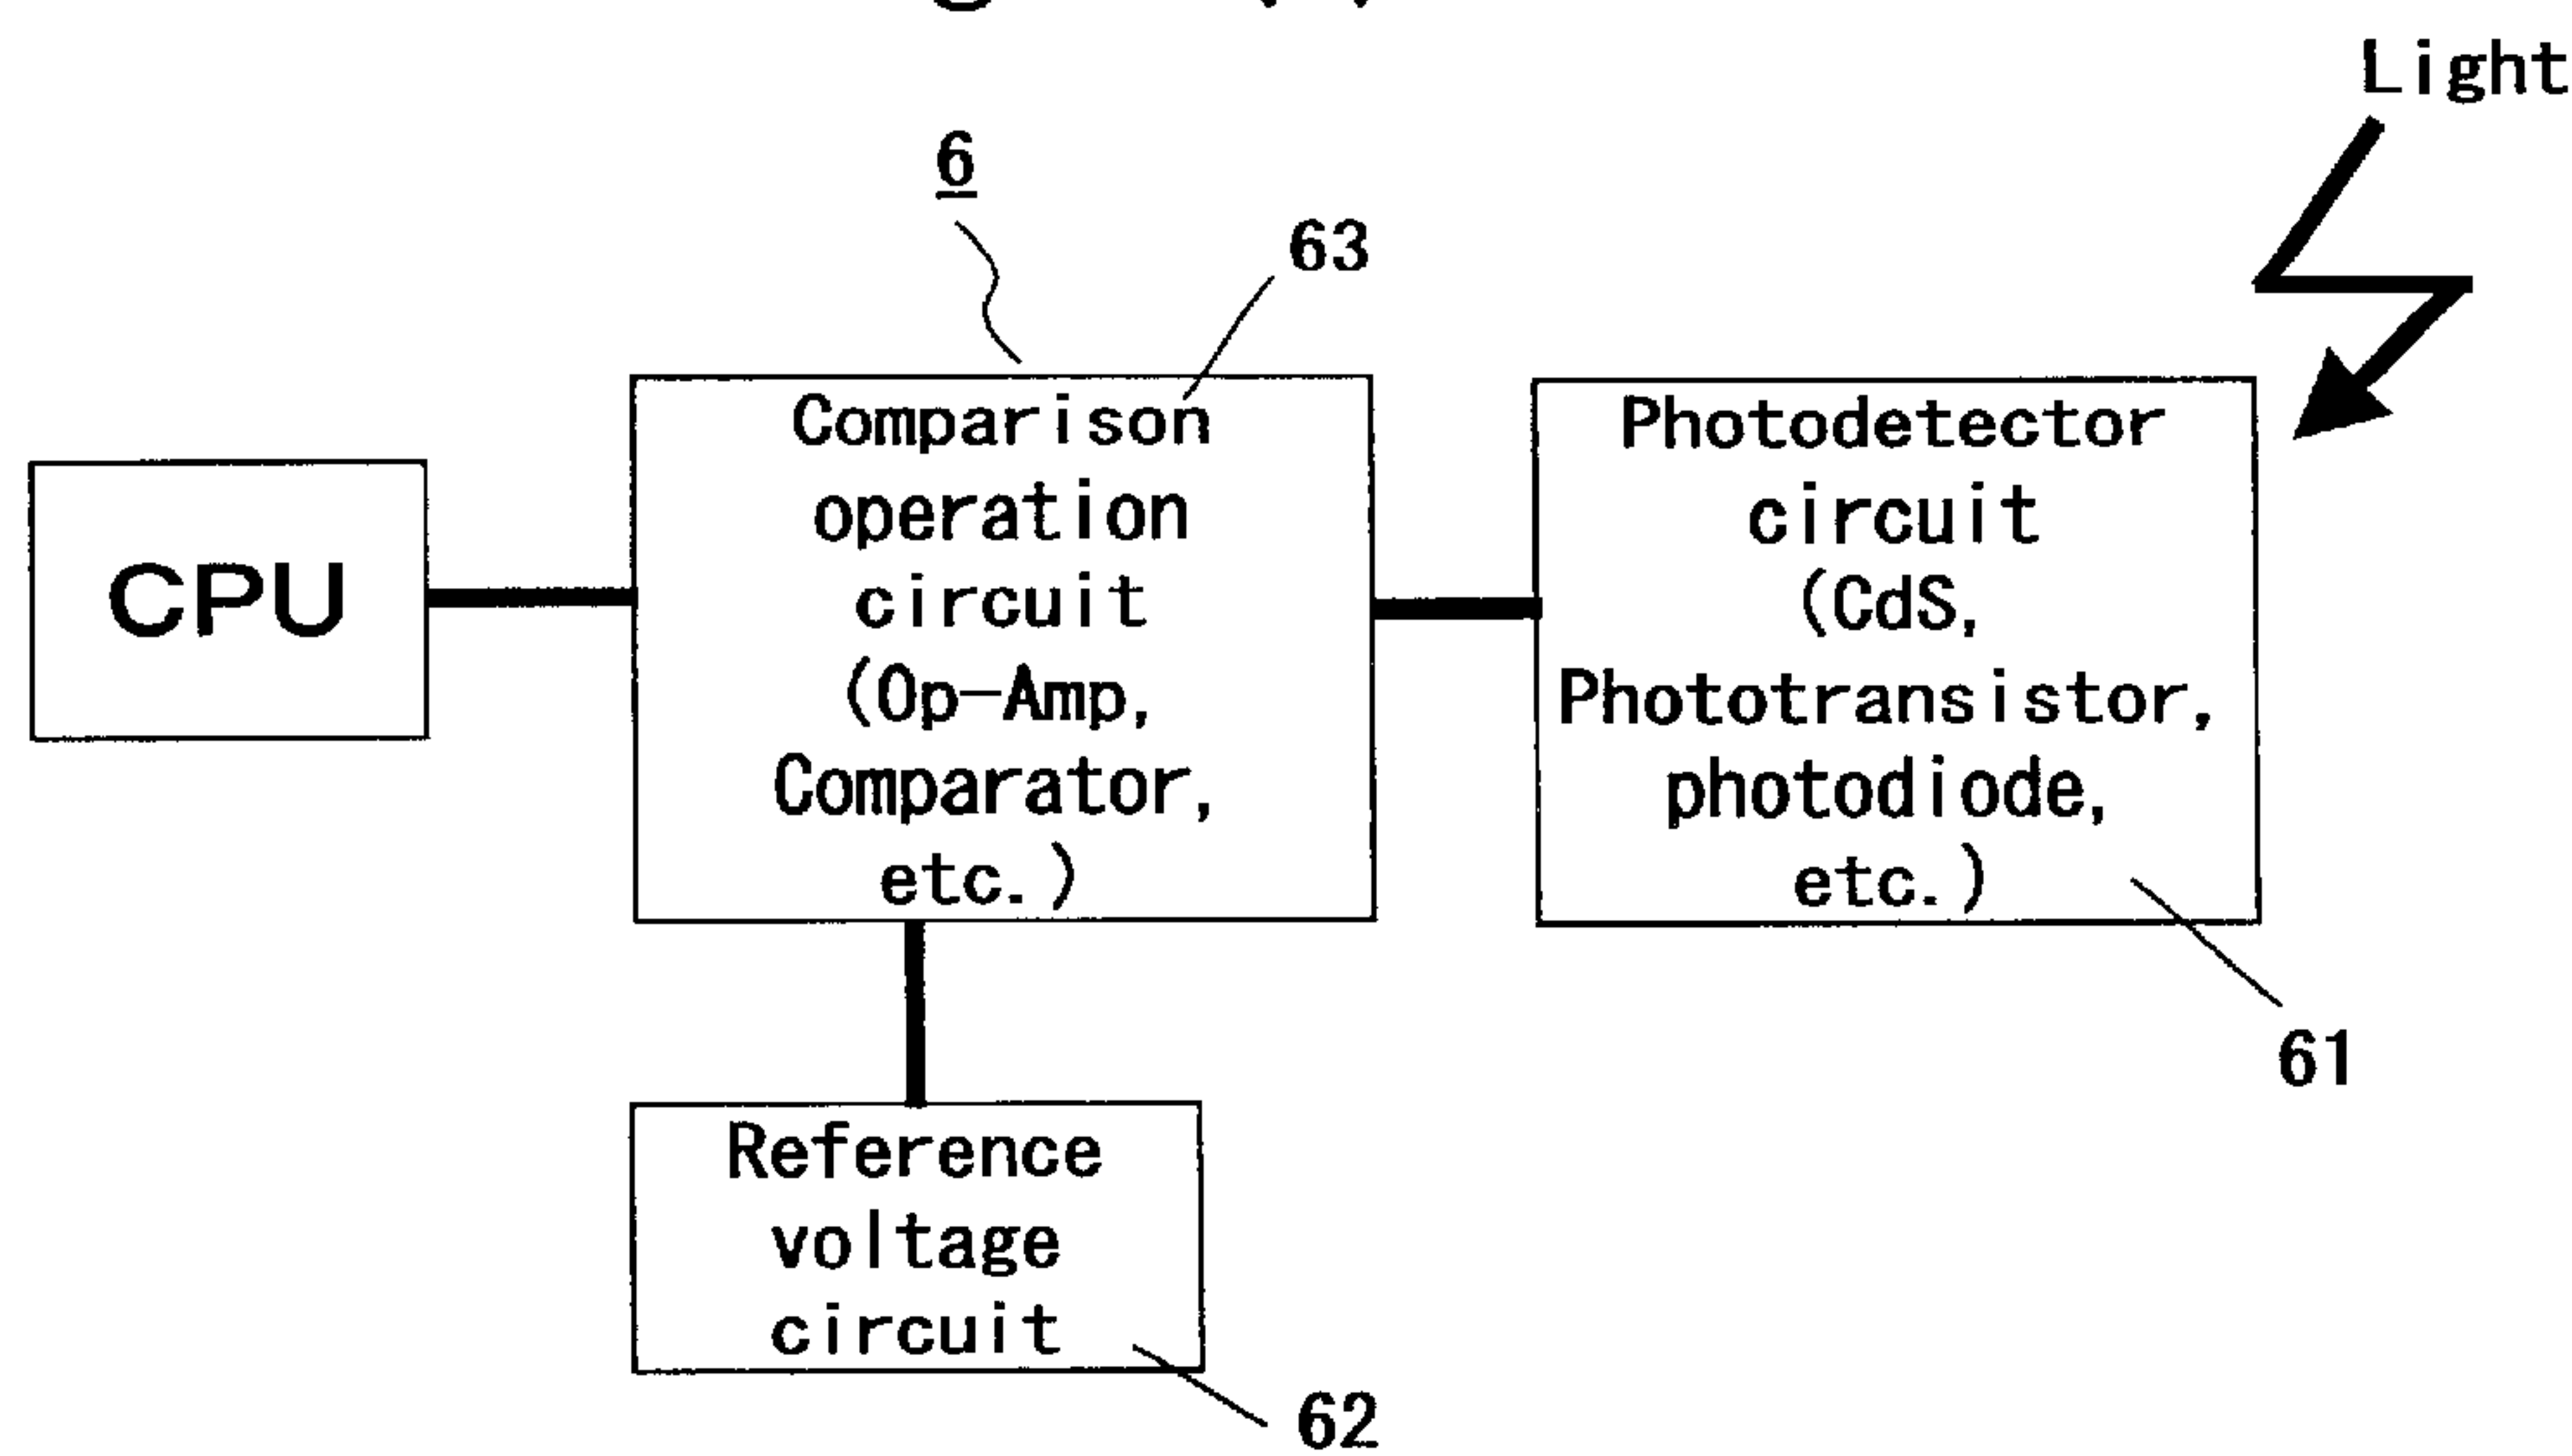 Light
6
63
Comparison
operation
circuit
(Op-Amp,
Comparator,
etc.)
Photodetector
circuit
(CdS,
Phototransistor,
photodiode,
etc.)
CPU
61
Reference
voltage
circuit
62